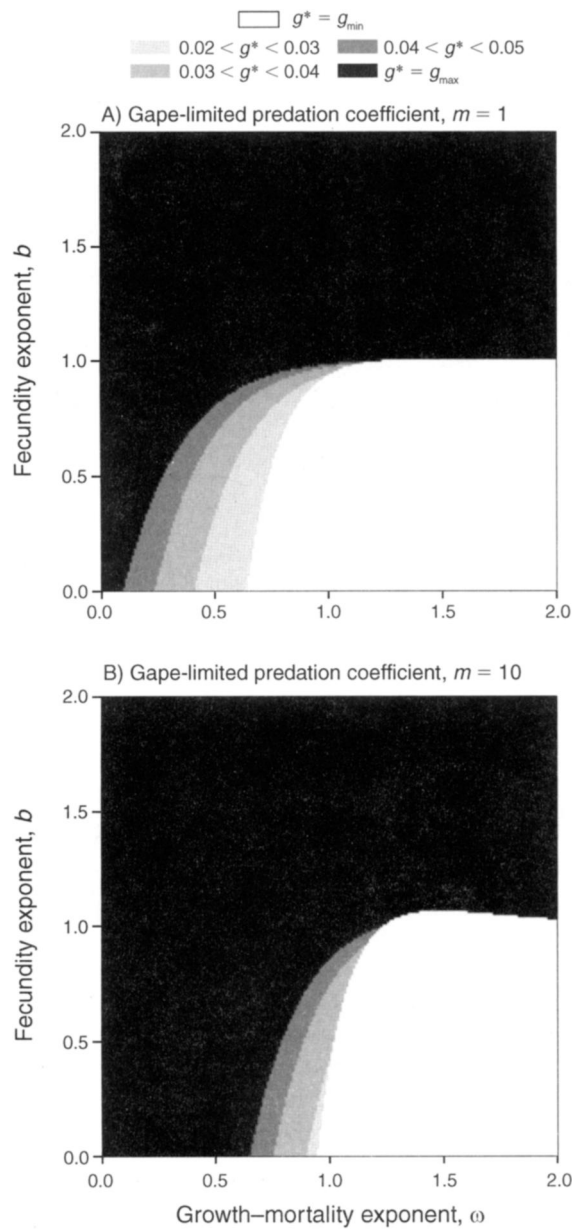 g* = g_min
0.02 < g* < 0.03 0.04 < g* < 0.05
0.03 < g* < 0.04 g* = g_max
A) Gape-limited predation coefficient, m = 1
2.0
1.5
1.0
0.5
0.0
Fecundity exponent, b
0.0 0.5 1.0 1.5 2.0
B) Gape-limited predation coefficient, m = 10
2.0
1.5
1.0
0.5
0.0
Fecundity exponent, b
0.0 0.5 1.0 1.5 2.0
Growth–mortality exponent, ω